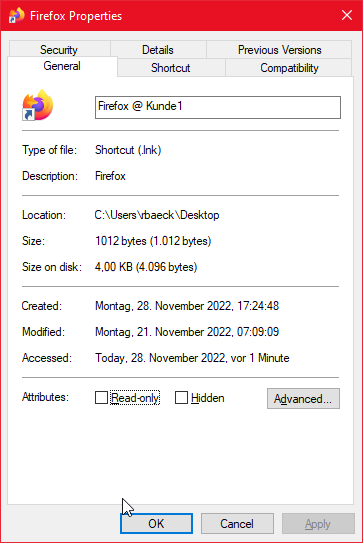 Firefox Properties
Security Details Previous Versions
General Shortcut Compatibility
Firefox @ Kunde1
Type of file: Shortcut (.lnk)
Description: Firefox
Location: C:\Users\rbaeck\Desktop
Size: 1012 bytes (1.012 bytes)
Size on disk: 4,00 KB (4.096 bytes)
Created: Montag, 28. November 2022, 17:24:48
Modified: Montag, 21. November 2022, 07:09:09
Accessed: Today, 28. November 2022, vor 1 Minute
Attributes: Read-only Hidden Advanced...
OK Cancel Apply